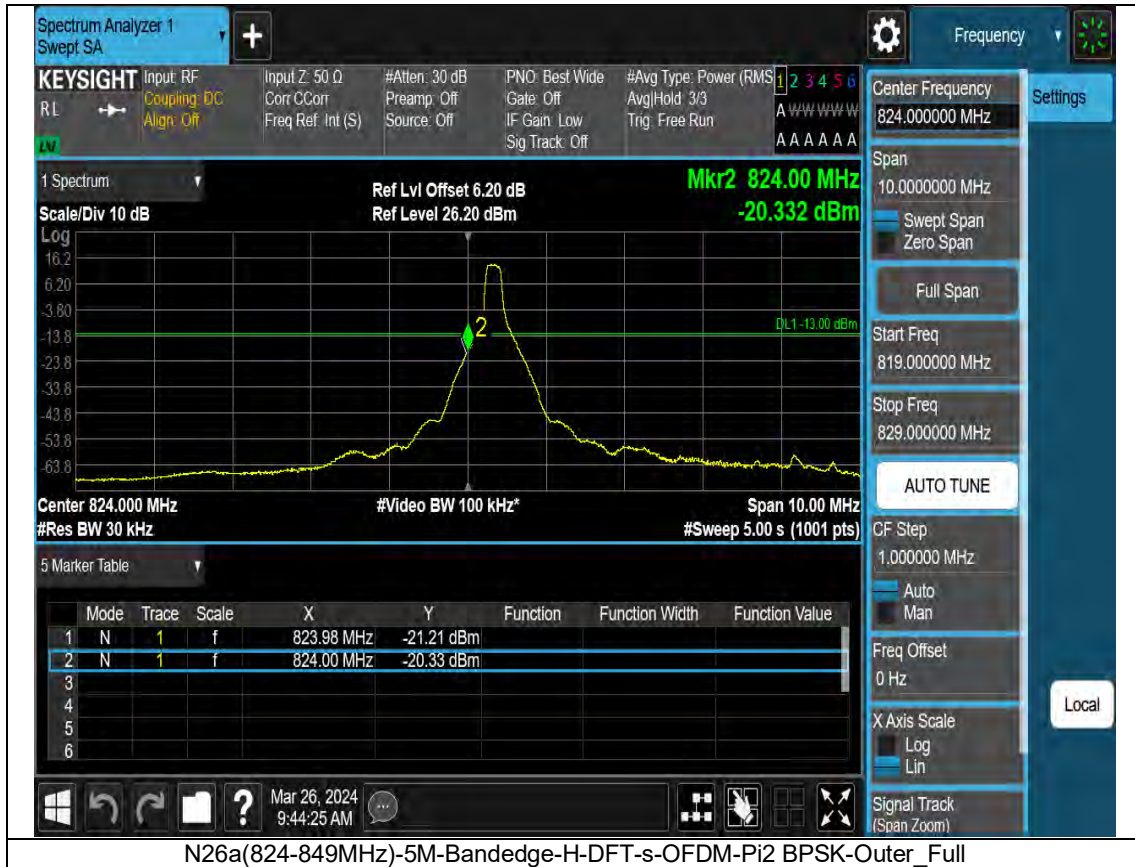 Spectrum Analyzer 1
Swept SA
Frequency
KEYSIGHT
RL
Input: RF
Coupling: DC
Align: Off
Input Z: 50 Ω
Corr CCorr
Freq Ref: Int (S)
#Atten: 30 dB
Preamp: Off
Source: Off
PNO: Best Wide
Gate: Off
IF Gain: Low
Sig Track: Off
#Avg Type: Power (RMS
Avg|Hold: 3/3
Trig: Free Run
1 2 3 4 5 6
A W W W W W
A A A A A A
1 Spectrum
Scale/Div 10 dB
Ref Lvl Offset 6.20 dB
Ref Level 26.20 dBm
Mkr2 824.00 MHz
-20.332 dBm
Log
16.2
6.20
-3.80
-13.8
-23.8
-33.8
-43.8
-53.8
-63.8
2
DL1 -13.00 dBm
Center 824.000 MHz
#Video BW 100 kHz*
Span 10.00 MHz
#Res BW 30 kHz
#Sweep 5.00 s (1001 pts)
5 Marker Table
Mode Trace Scale X Y Function Function Width Function Value
1 N 1 f 823.98 MHz -21.21 dBm
2 N 1 f 824.00 MHz -20.33 dBm
3
4
5
6
Mar 26, 2024
9:44:25 AM
Center Frequency
824.000000 MHz
Settings
Span
10.0000000 MHz
Swept Span
Zero Span
Full Span
Start Freq
819.000000 MHz
Stop Freq
829.000000 MHz
AUTO TUNE
CF Step
1.000000 MHz
Auto
Man
Freq Offset
0 Hz
X Axis Scale
Log
Lin
Local
Signal Track
(Span Zoom)
N26a(824-849MHz)-5M-Bandedge-H-DFT-s-OFDM-Pi2 BPSK-Outer_Full